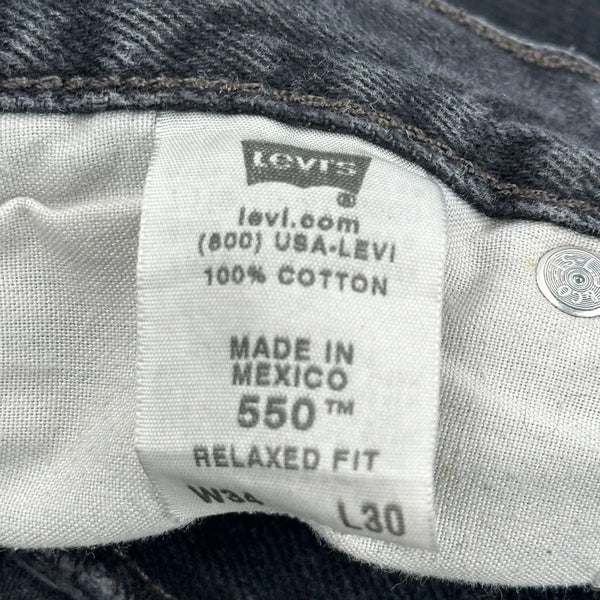 Levi's
®
levi.com
(800) USA-LEVI
100% COTTON
MADE IN
MEXICO
550™
RELAXED FIT
W34 L30